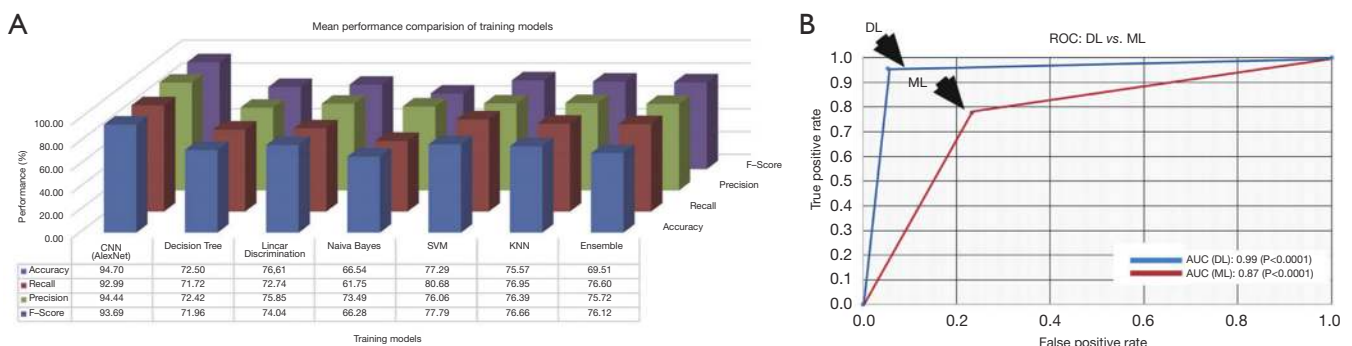 A
Mean performance comparision of training models
Performance (%)
100.00
80.00
60.00
40.00
20.00
0.00
F–Score
Precision
Recall
Accuracy
CNN (AlexNet) Decision Tree Lincar Discrimination Naiva Bayes SVM KNN Ensemble
Accuracy 94.70 72.50 76,61 66.54 77.29 75.57 69.51
Recall 92.99 71.72 72.74 61.75 80.68 76.95 76.60
Precision 94.44 72.42 75.85 73.49 76.06 76.39 75.72
F–Score 93.69 71.96 74.04 66.28 77.79 76.66 76.12
Training models
B
ROC: DL vs. ML
DL
ML
True positive rate
1.0
0.9
0.8
0.7
0.6
0.5
0.4
0.3
0.2
0.1
0.0
AUC (DL): 0.99 (P<0.0001)
AUC (ML): 0.87 (P<0.0001)
0.0 0.2 0.4 0.6 0.8 1.0
False positive rate